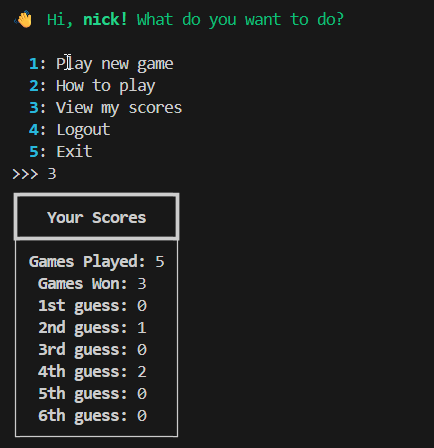 👋 Hi, nick! What do you want to do?
1: Play new game
2: How to play
3: View my scores
4: Logout
5: Exit
>>> 3
Your Scores
Games Played: 5
Games Won: 3
1st guess: 0
2nd guess: 1
3rd guess: 0
4th guess: 2
5th guess: 0
6th guess: 0